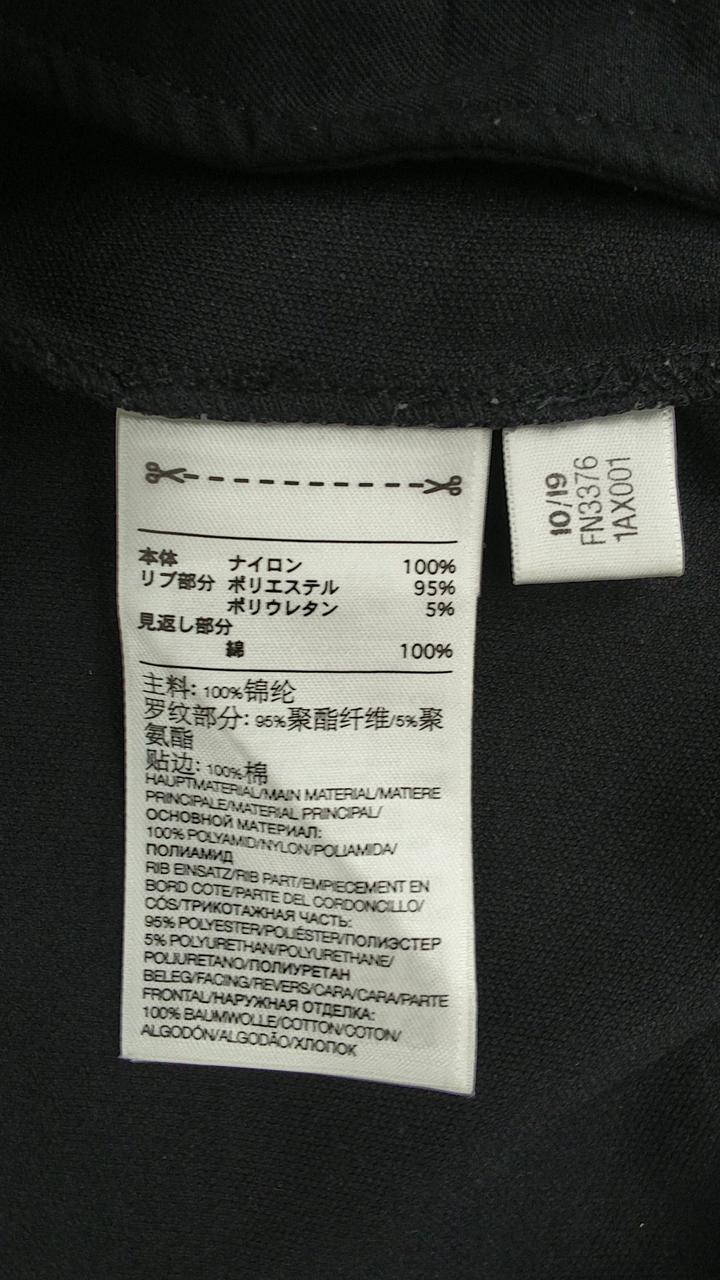 本体 ナイロン 100%
リブ部分 ポリエステル 95%
ポリウレタン 5%
見返し部分
綿 100%
主料: 100%锦纶
罗纹部分: 95%聚酯纤维/5%聚
氨酯
贴边: 100%棉
HAUPTMATERIAL/MAIN MATERIAL/MATIERE
PRINCIPALE/MATERIAL PRINCIPAL/
ОСНОВНОЙ МАТЕРИАЛ:
100% POLYAMID/NYLON/POLIAMIDA/
ПОЛИАМИД
RIB EINSATZ/RIB PART/EMPIECEMENT EN
BORD COTE/PARTE DEL CORDONCILLO/
CÓS/ТРИКОТАЖНАЯ ЧАСТЬ:
95% POLYESTER/POLIÉSTER/ПОЛИЭСТЕР
5% POLYURETHAN/POLYURETHANE/
POLIURETANO/ПОЛИУРЕТАН
BELEG/FACING/REVERS/CARA/CARA/PARTE
FRONTAL/НАРУЖНАЯ ОТДЕЛКА:
100% BAUMWOLLE/COTTON/COTON/
ALGODÓN/ALGODÃO/ХЛОПОК
10/19
FN3376
1AX001